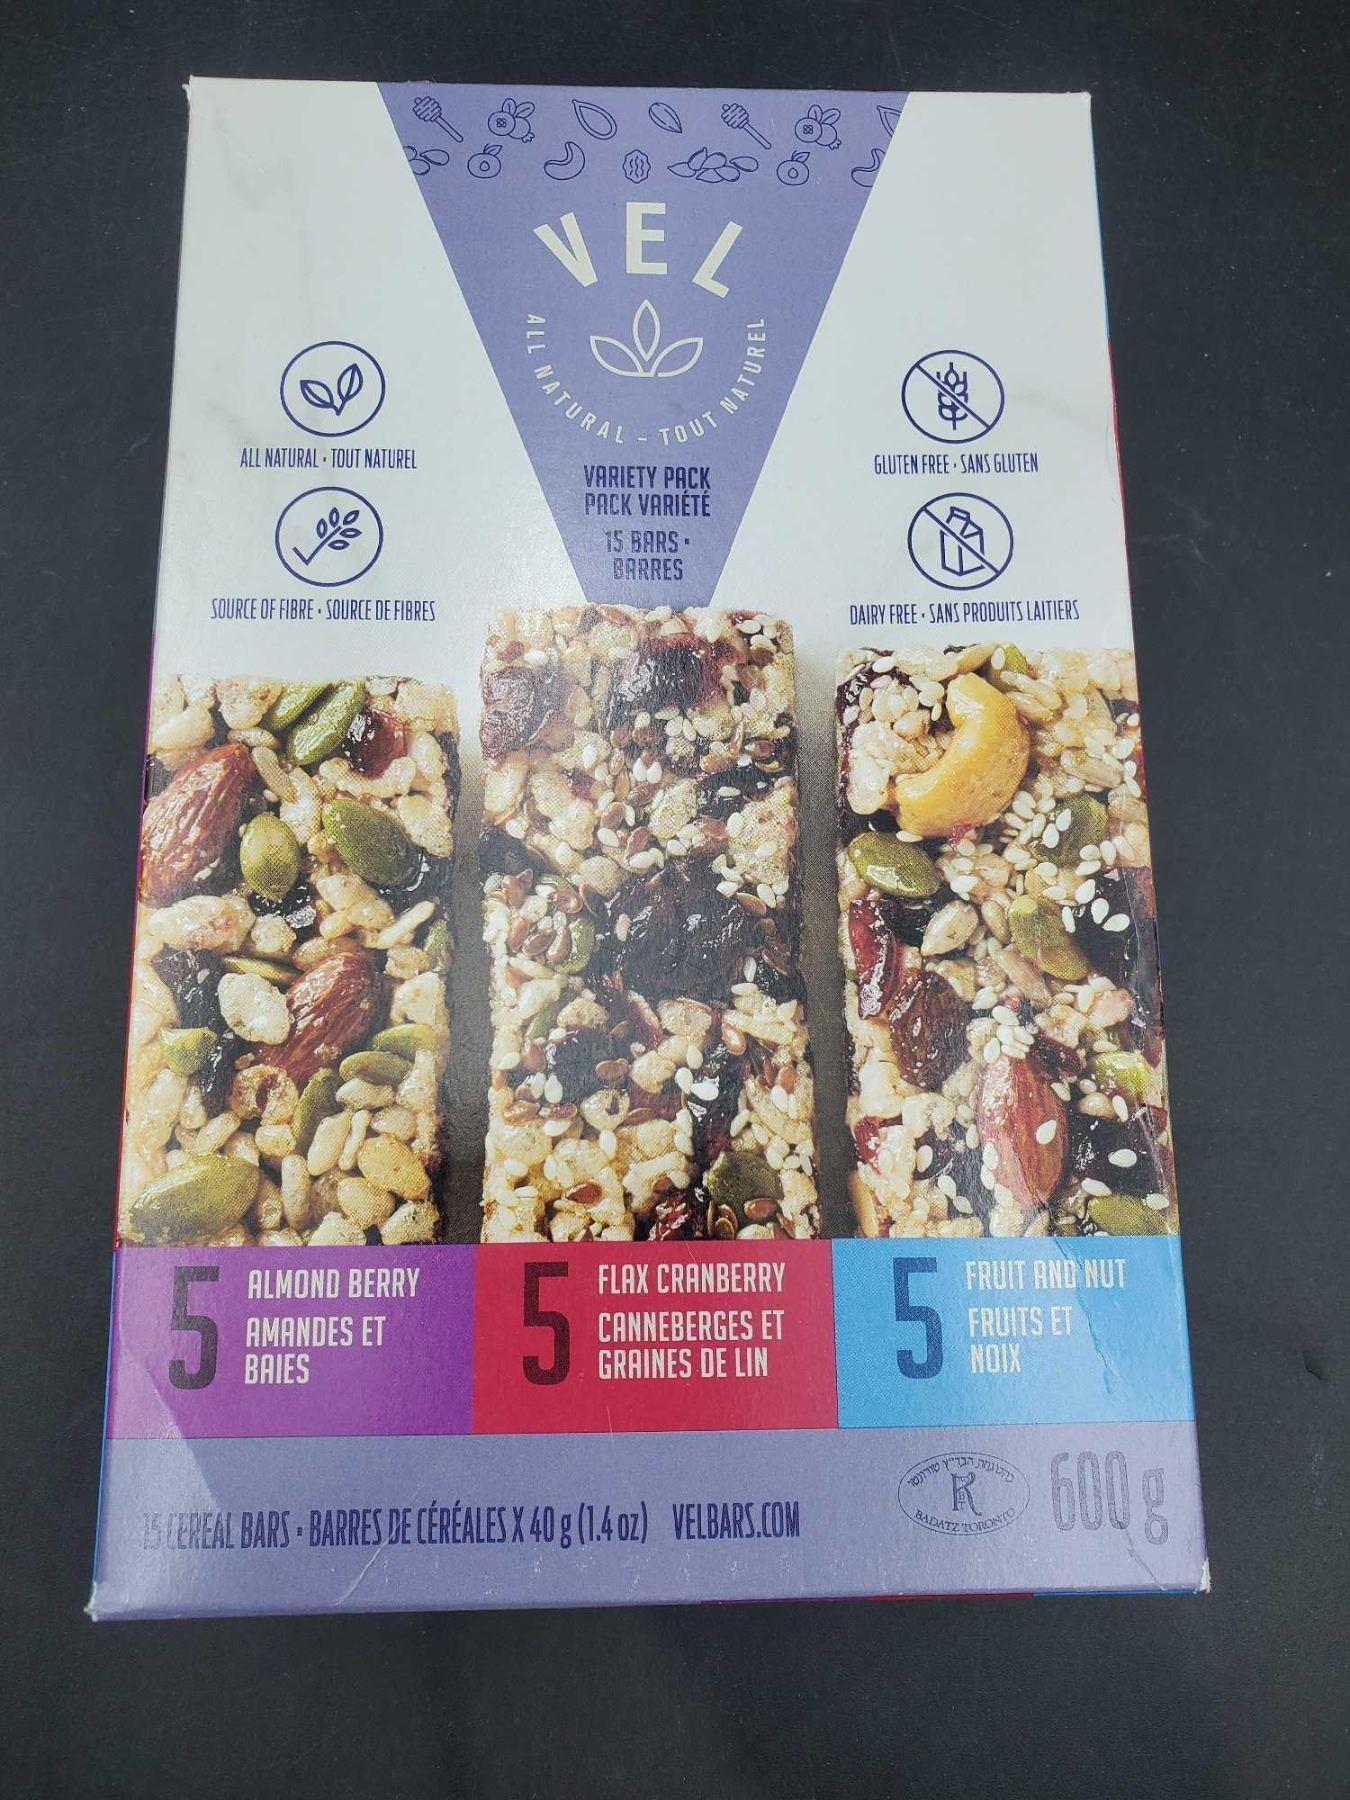 VEL
ALL NATURAL - TOUT NATUREL
VARIETY PACK
PACK VARIÉTÉ
15 BARS •
BARRES
ALL NATURAL • TOUT NATUREL
SOURCE OF FIBRE • SOURCE DE FIBRES
GLUTEN FREE • SANS GLUTEN
DAIRY FREE • SANS PRODUITS LAITIERS
5
ALMOND BERRY
AMANDES ET
BAIES
5
FLAX CRANBERRY
CANNEBERGES ET
GRAINES DE LIN
5
FRUIT AND NUT
FRUITS ET
NOIX
15 CEREAL BARS • BARRES DE CÉRÉALES X 40 g (1.4 oz) VELBARS.COM
בהשגחת הבד"ץ טורונטו
BADATZ TORONTO
600 g